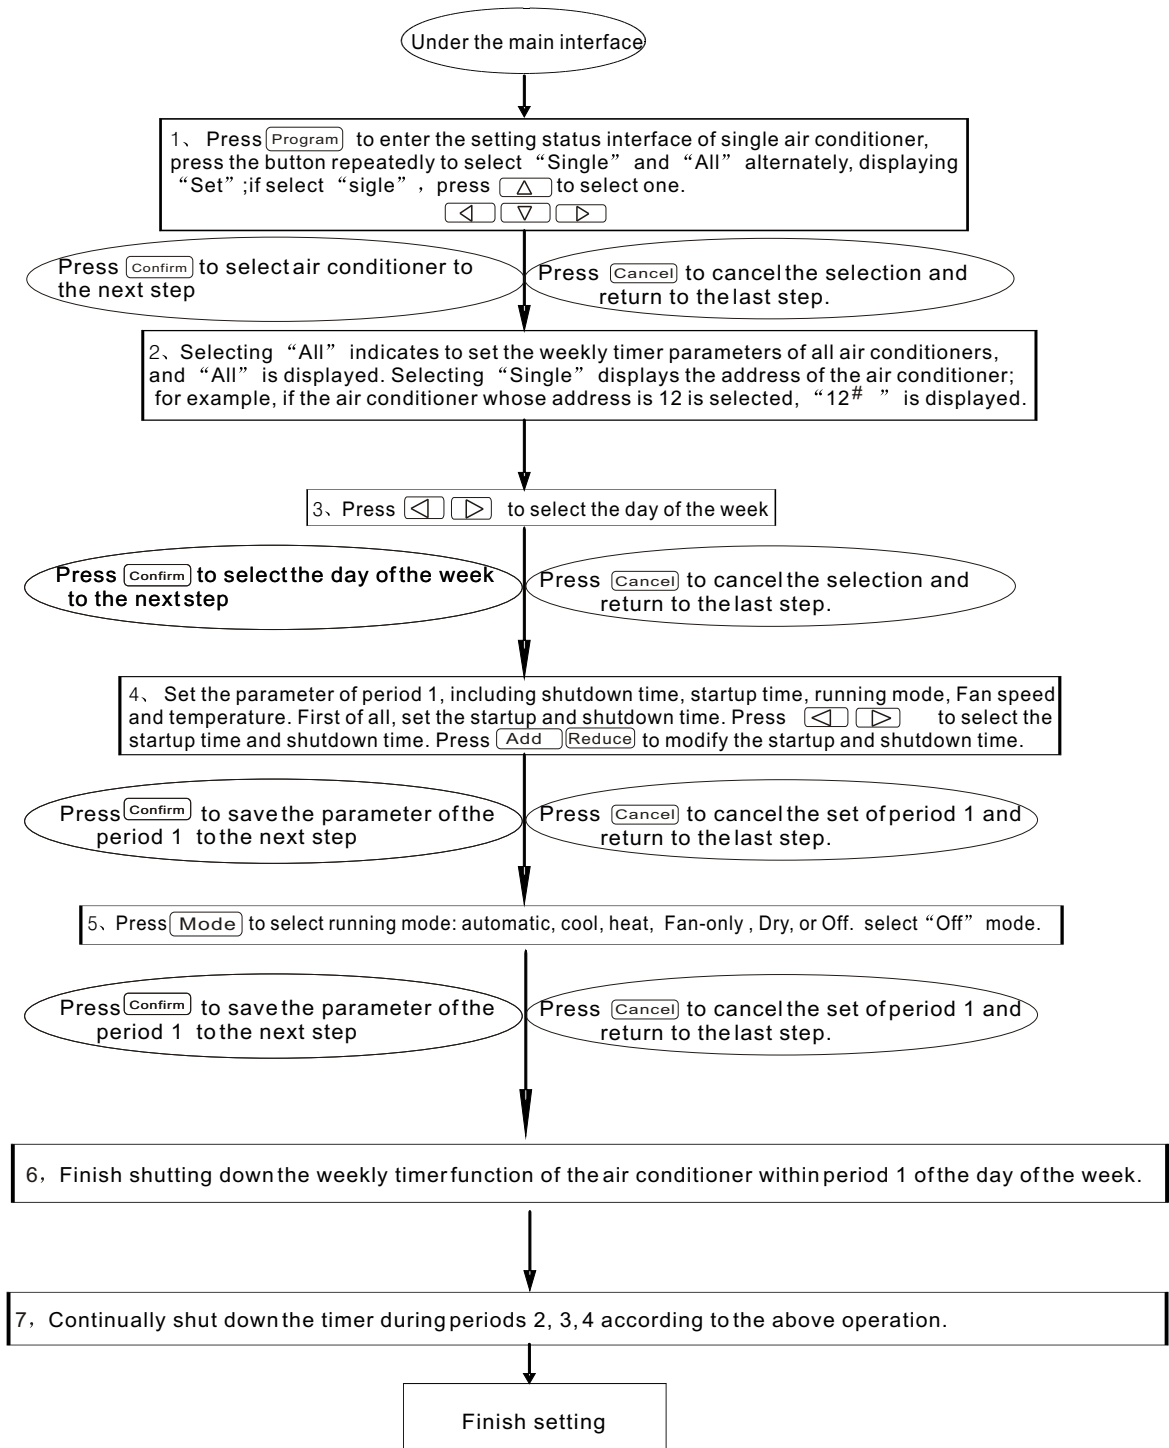 Under the main interface
1、 Press Program to enter the setting status interface of single air conditioner,
press the button repeatedly to select “Single” and “All” alternately, displaying
“Set” ;if select “sigle” , press △ to select one.
◁ ▽ ▷
Press Confirm to select air conditioner to
the next step
Press Cancel to cancel the selection and
return to the last step.
2、Selecting “All” indicates to set the weekly timer parameters of all air conditioners,
and “All” is displayed. Selecting “Single” displays the address of the air conditioner;
for example, if the air conditioner whose address is 12 is selected, “12# ” is displayed.
3、Press ◁ ▷ to select the day of the week
Press Confirm to select the day of the week
to the next step
Press Cancel to cancel the selection and
return to the last step.
4、 Set the parameter of period 1, including shutdown time, startup time, running mode, Fan speed
and temperature. First of all, set the startup and shutdown time. Press ◁ ▷ to select the
startup time and shutdown time. Press Add Reduce to modify the startup and shutdown time.
Press Confirm to save the parameter of the
period 1 to the next step
Press Cancel to cancel the set of period 1 and
return to the last step.
5、Press Mode to select running mode: automatic, cool, heat, Fan-only , Dry, or Off. select “Off” mode.
Press Confirm to save the parameter of the
period 1 to the next step
Press Cancel to cancel the set of period 1 and
return to the last step.
6, Finish shutting down the weekly timer function of the air conditioner within period 1 of the day of the week.
7, Continually shut down the timer during periods 2, 3, 4 according to the above operation.
Finish setting